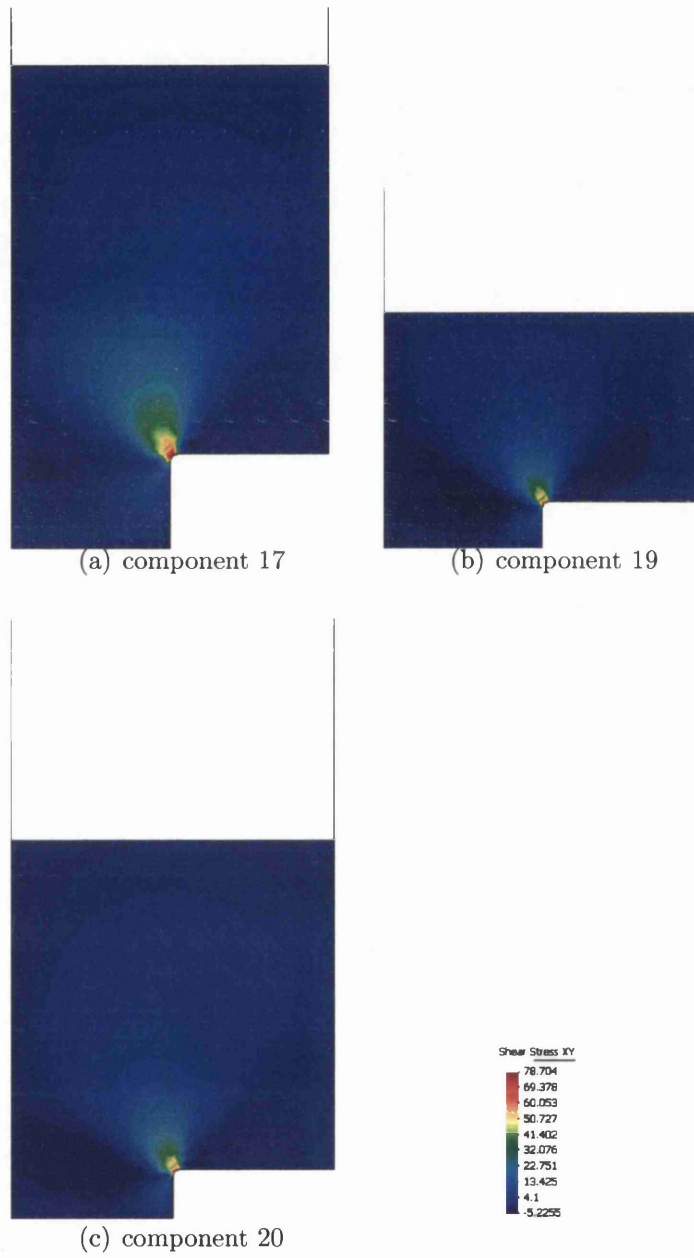 (a) component 17
(b) component 19
(c) component 20
Shear Stress XY
78.704
69.378
60.053
50.727
41.402
32.076
22.751
13.425
4.1
-5.2255